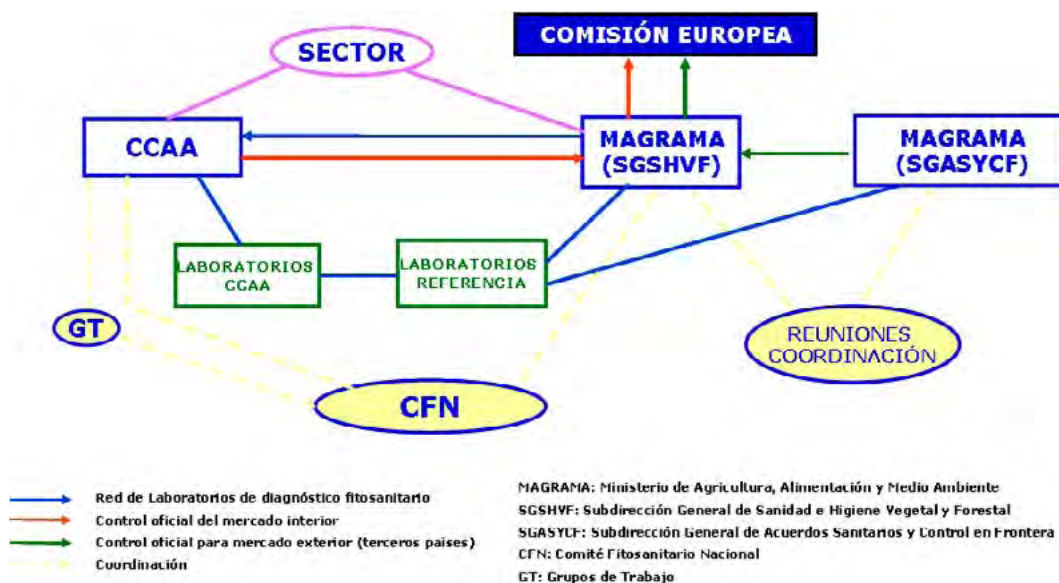 COMISIÓN EUROPEA
SECTOR
CCAA
MAGRAMA
(SGSHVF)
MAGRAMA
(SGASYCF)
LABORATORIOS
CCAA
LABORATORIOS
REFERENCIA
GT
REUNIONES
COORDINACIÓN
CFN
Red de Laboratorios de diagnóstico fitosanitario
Control oficial del mercado interior
Control oficial para mercado exterior (terceros países)
Coordinación
MAGRAMA: Ministerio de Agricultura, Alimentación y Medio Ambiente
SGSHVF: Subdirección General de Sanidad e Higiene Vegetal y Forestal
SGASYCF: Subdirección General de Acuerdos Sanitarios y Control en Frontera
CFN: Comité Fitosanitario Nacional
GT: Grupos de Trabajo